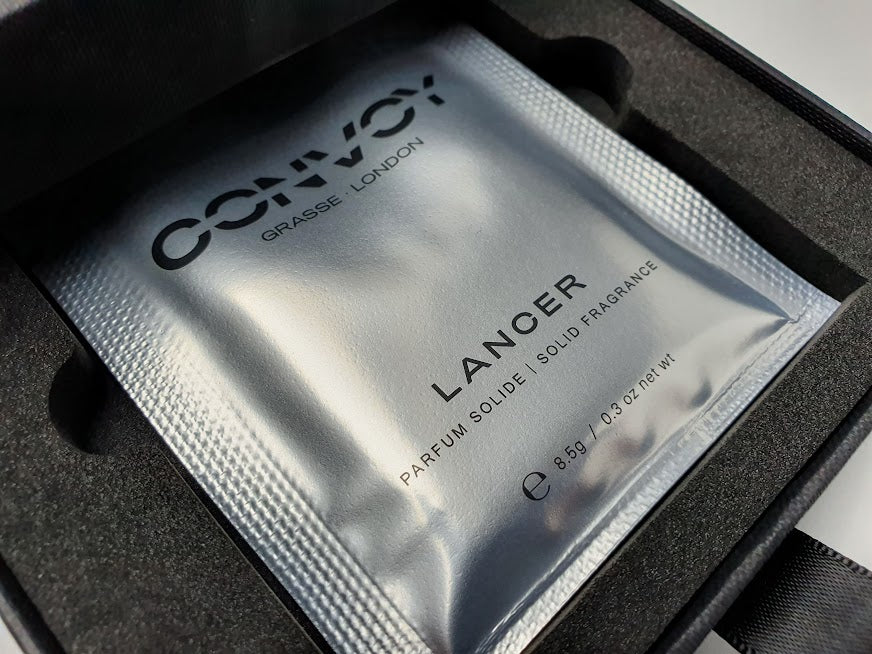 CONVOY
GRASSE : LONDON
LANCER
PARFUM SOLIDE | SOLID FRAGRANCE
℮ 8.5g / 0.3 oz net wt